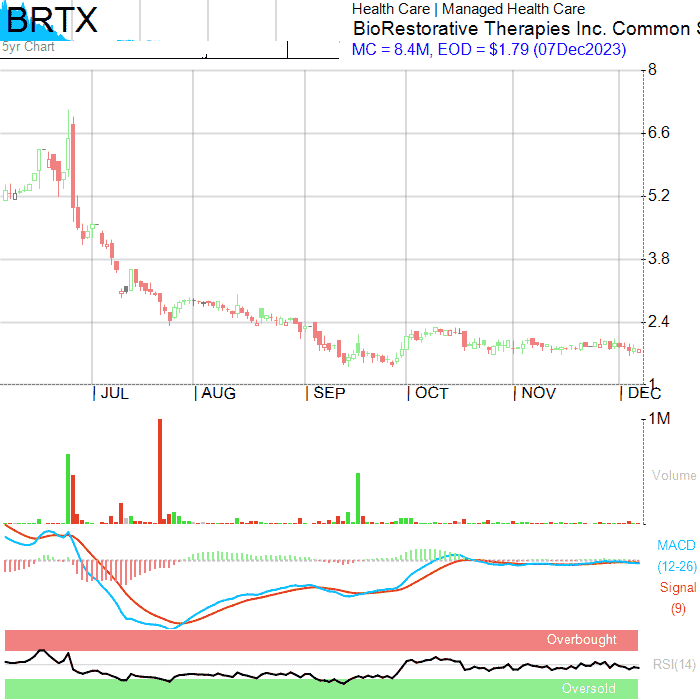 BRTX
5yr Chart
Health Care | Managed Health Care
BioRestorative Therapies Inc. Common S
MC = 8.4M, EOD = $1.79 (07Dec2023)
8
6.6
5.2
3.8
2.4
1
JUL AUG SEP OCT NOV DEC
1M
Volume
MACD
(12-26)
Signal
(9)
Overbought
RSI(14)
Oversold